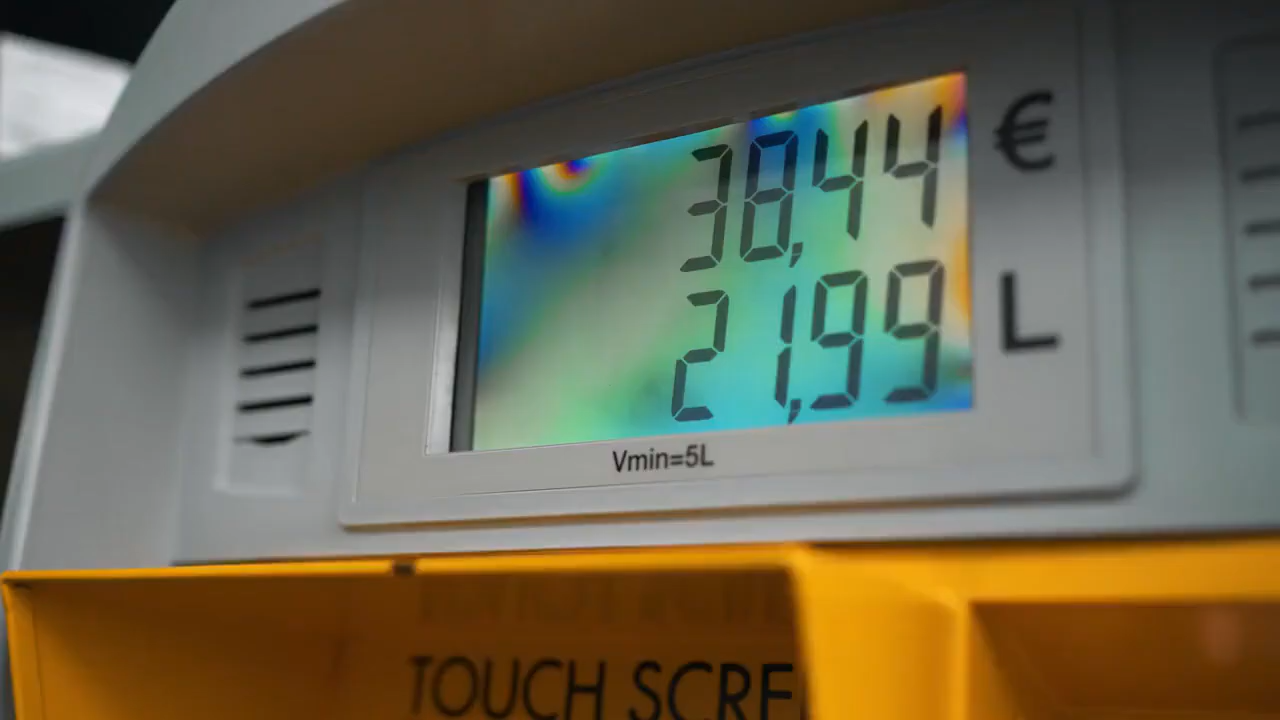 38,44 €
21,99 L
Vmin=5L
TOUCH SCRE